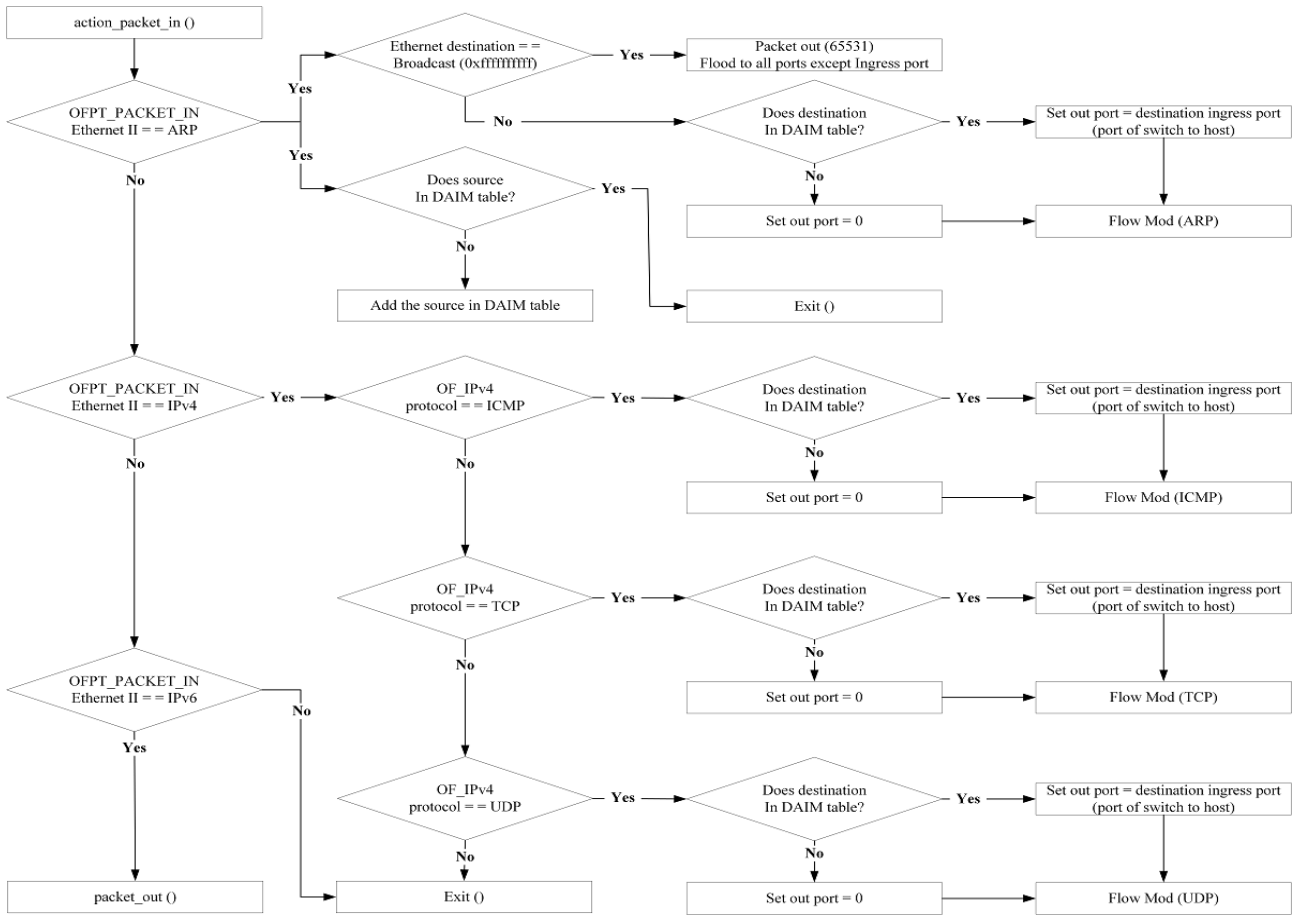 action_packet_in ()
Ethernet destination = =
Broadcast (0xffffffffff)
Yes
Packet out (65531)
Flood to all ports except Ingress port
Yes
OFPT_PACKET_IN
Ethernet II = = ARP
No
Does destination
In DAIM table?
Yes
Set out port = destination ingress port
(port of switch to host)
Yes
No
Does source
In DAIM table?
Yes
No
Set out port = 0
Flow Mod (ARP)
No
Add the source in DAIM table
Exit ()
OFPT_PACKET_IN
Ethernet II = = IPv4
Yes
OF_IPv4
protocol = = ICMP
Yes
Does destination
In DAIM table?
Yes
Set out port = destination ingress port
(port of switch to host)
No
No
No
Set out port = 0
Flow Mod (ICMP)
OF_IPv4
protocol = = TCP
Yes
Does destination
In DAIM table?
Yes
Set out port = destination ingress port
(port of switch to host)
No
No
Set out port = 0
Flow Mod (TCP)
OFPT_PACKET_IN
Ethernet II = = IPv6
No
Yes
OF_IPv4
protocol = = UDP
Yes
Does destination
In DAIM table?
Yes
Set out port = destination ingress port
(port of switch to host)
No
No
packet_out ()
Exit ()
Set out port = 0
Flow Mod (UDP)